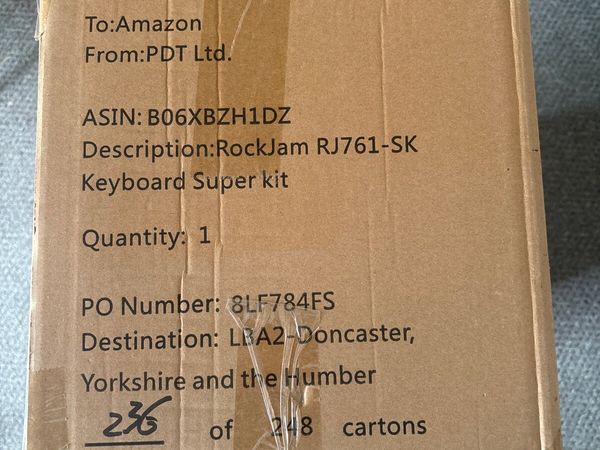 To:Amazon
From:PDT Ltd.
ASIN: B06XBZH1DZ
Description:RockJam RJ761-SK
Keyboard Super kit
Quantity: 1
PO Number: 8LF784FS
Destination: LBA2-Doncaster,
Yorkshire and the Humber
236 of 248 cartons